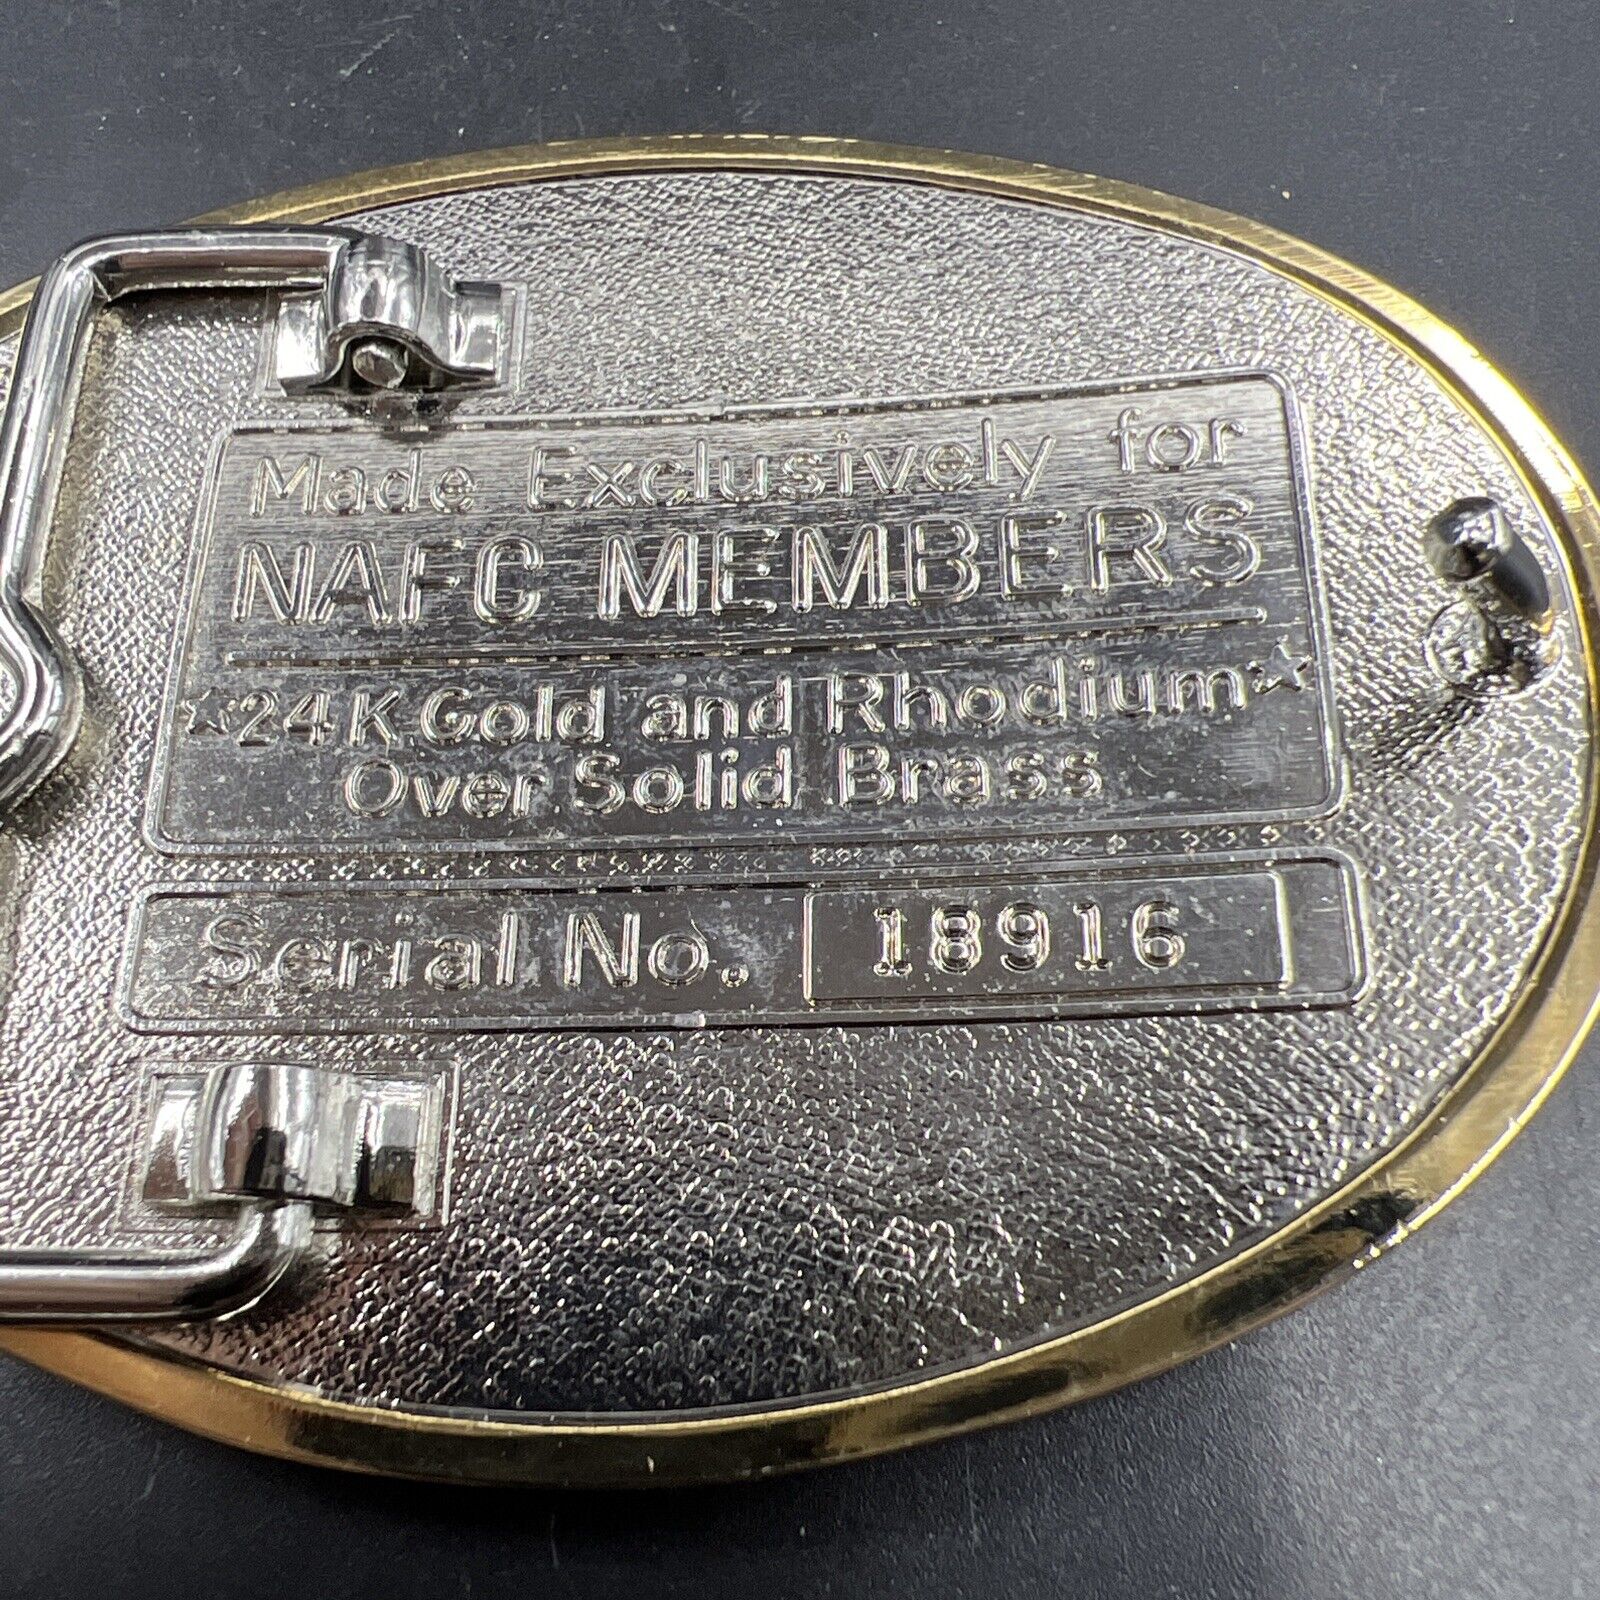 Made Exclusively for
NAFC MEMBERS
☆24K Gold and Rhodium☆
Over Solid Brass
Serial No. 18916